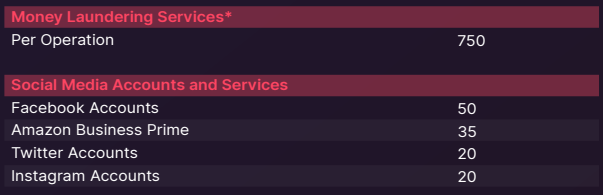 Money Laundering Services*
Per Operation 750
Social Media Accounts and Services
Facebook Accounts 50
Amazon Business Prime 35
Twitter Accounts 20
Instagram Accounts 20